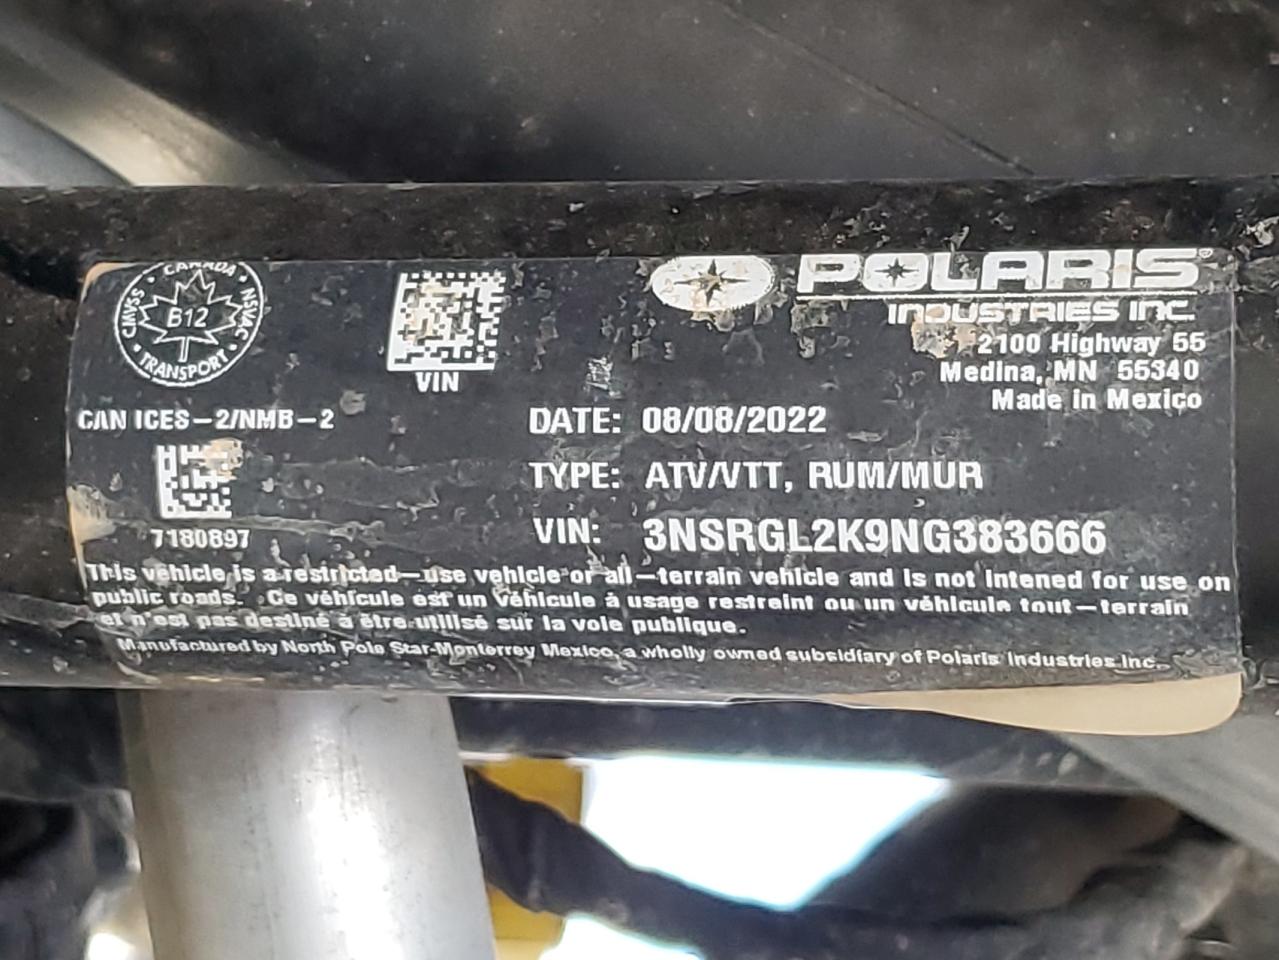 CANADA
CMVSS
NSVAC
B12
TRANSPORT
VIN
POLARIS
INDUSTRIES INC.
2100 Highway 55
Medina, MN 55340
Made in Mexico
CAN ICES-2/NMB-2
DATE: 08/08/2022
TYPE: ATV/VTT, RUM/MUR
7180897
VIN: 3NSRGL2K9NG383666
This vehicle is a restricted-use vehicle or all-terrain vehicle and is not intened for use on
public roads. Ce véhicule est un véhicule à usage restreint ou un véhicule tout-terrain
et n'est pas destiné à être utilisé sur la voie publique.
Manufactured by North Pole Star-Monterrey Mexico, a wholly owned subsidiary of Polaris Industries Inc.